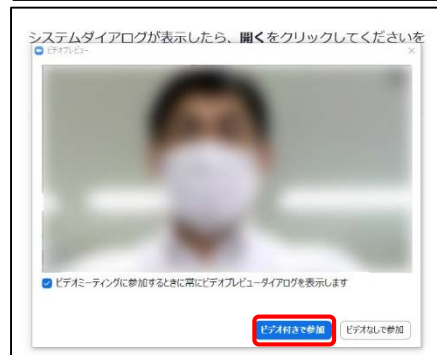 システムダイアログが表示したら、開くをクリックしてくださいを
ビデオプレビュー
ビデオミーティングに参加するときに常にビデオプレビューダイアログを表示します
ビデオ付きで参加
ビデオなしで参加